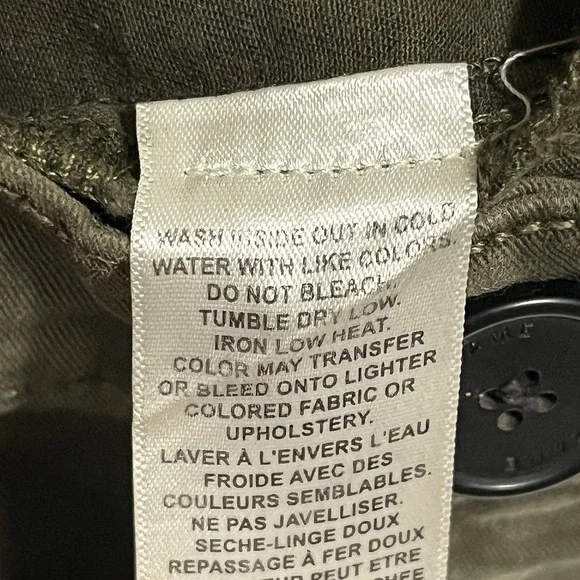 WASH INSIDE OUT IN COLD
WATER WITH LIKE COLORS.
DO NOT BLEACH.
TUMBLE DRY LOW.
IRON LOW HEAT.
COLOR MAY TRANSFER
OR BLEED ONTO LIGHTER
COLORED FABRIC OR
UPHOLSTERY.
LAVER À L'ENVERS L'EAU
FROIDE AVEC DES
COULEURS SEMBLABLES.
NE PAS JAVELLISER.
SECHE-LINGE DOUX
REPASSAGE À FER DOUX
PEUT ETRE